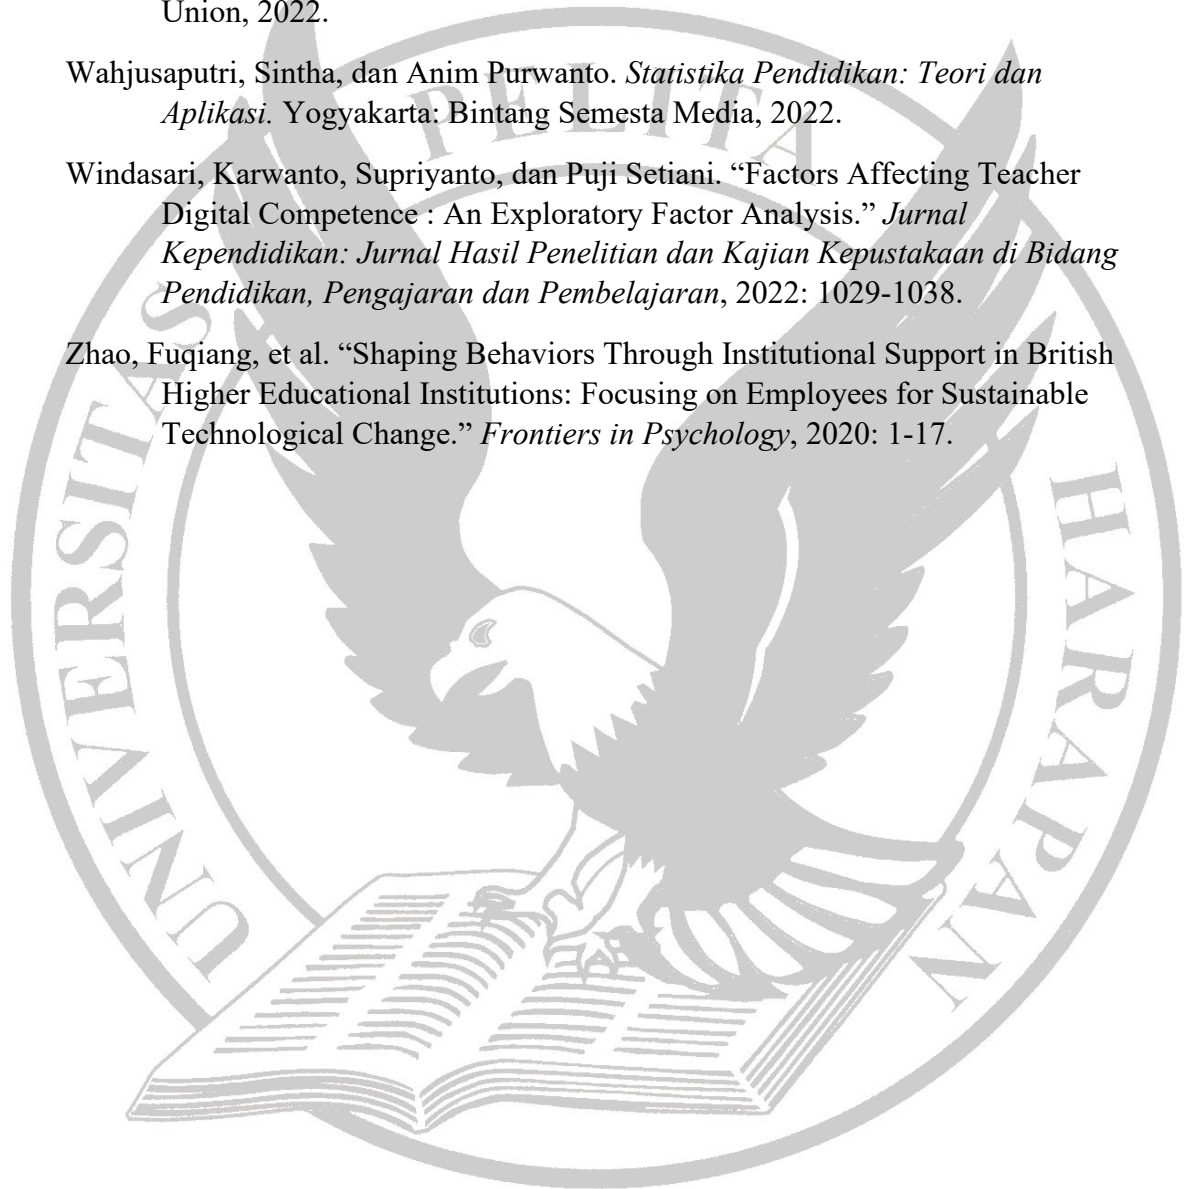 Union, 2022.
Wahjusaputri, Sintha, dan Anim Purwanto. Statistika Pendidikan: Teori dan
Aplikasi. Yogyakarta: Bintang Semesta Media, 2022.
Windasari, Karwanto, Supriyanto, dan Puji Setiani. “Factors Affecting Teacher
Digital Competence : An Exploratory Factor Analysis.” Jurnal
Kependidikan: Jurnal Hasil Penelitian dan Kajian Kepustakaan di Bidang
Pendidikan, Pengajaran dan Pembelajaran, 2022: 1029-1038.
Zhao, Fuqiang, et al. “Shaping Behaviors Through Institutional Support in British
Higher Educational Institutions: Focusing on Employees for Sustainable
Technological Change.” Frontiers in Psychology, 2020: 1-17.
UNIVERSITAS PELITA HARAPAN